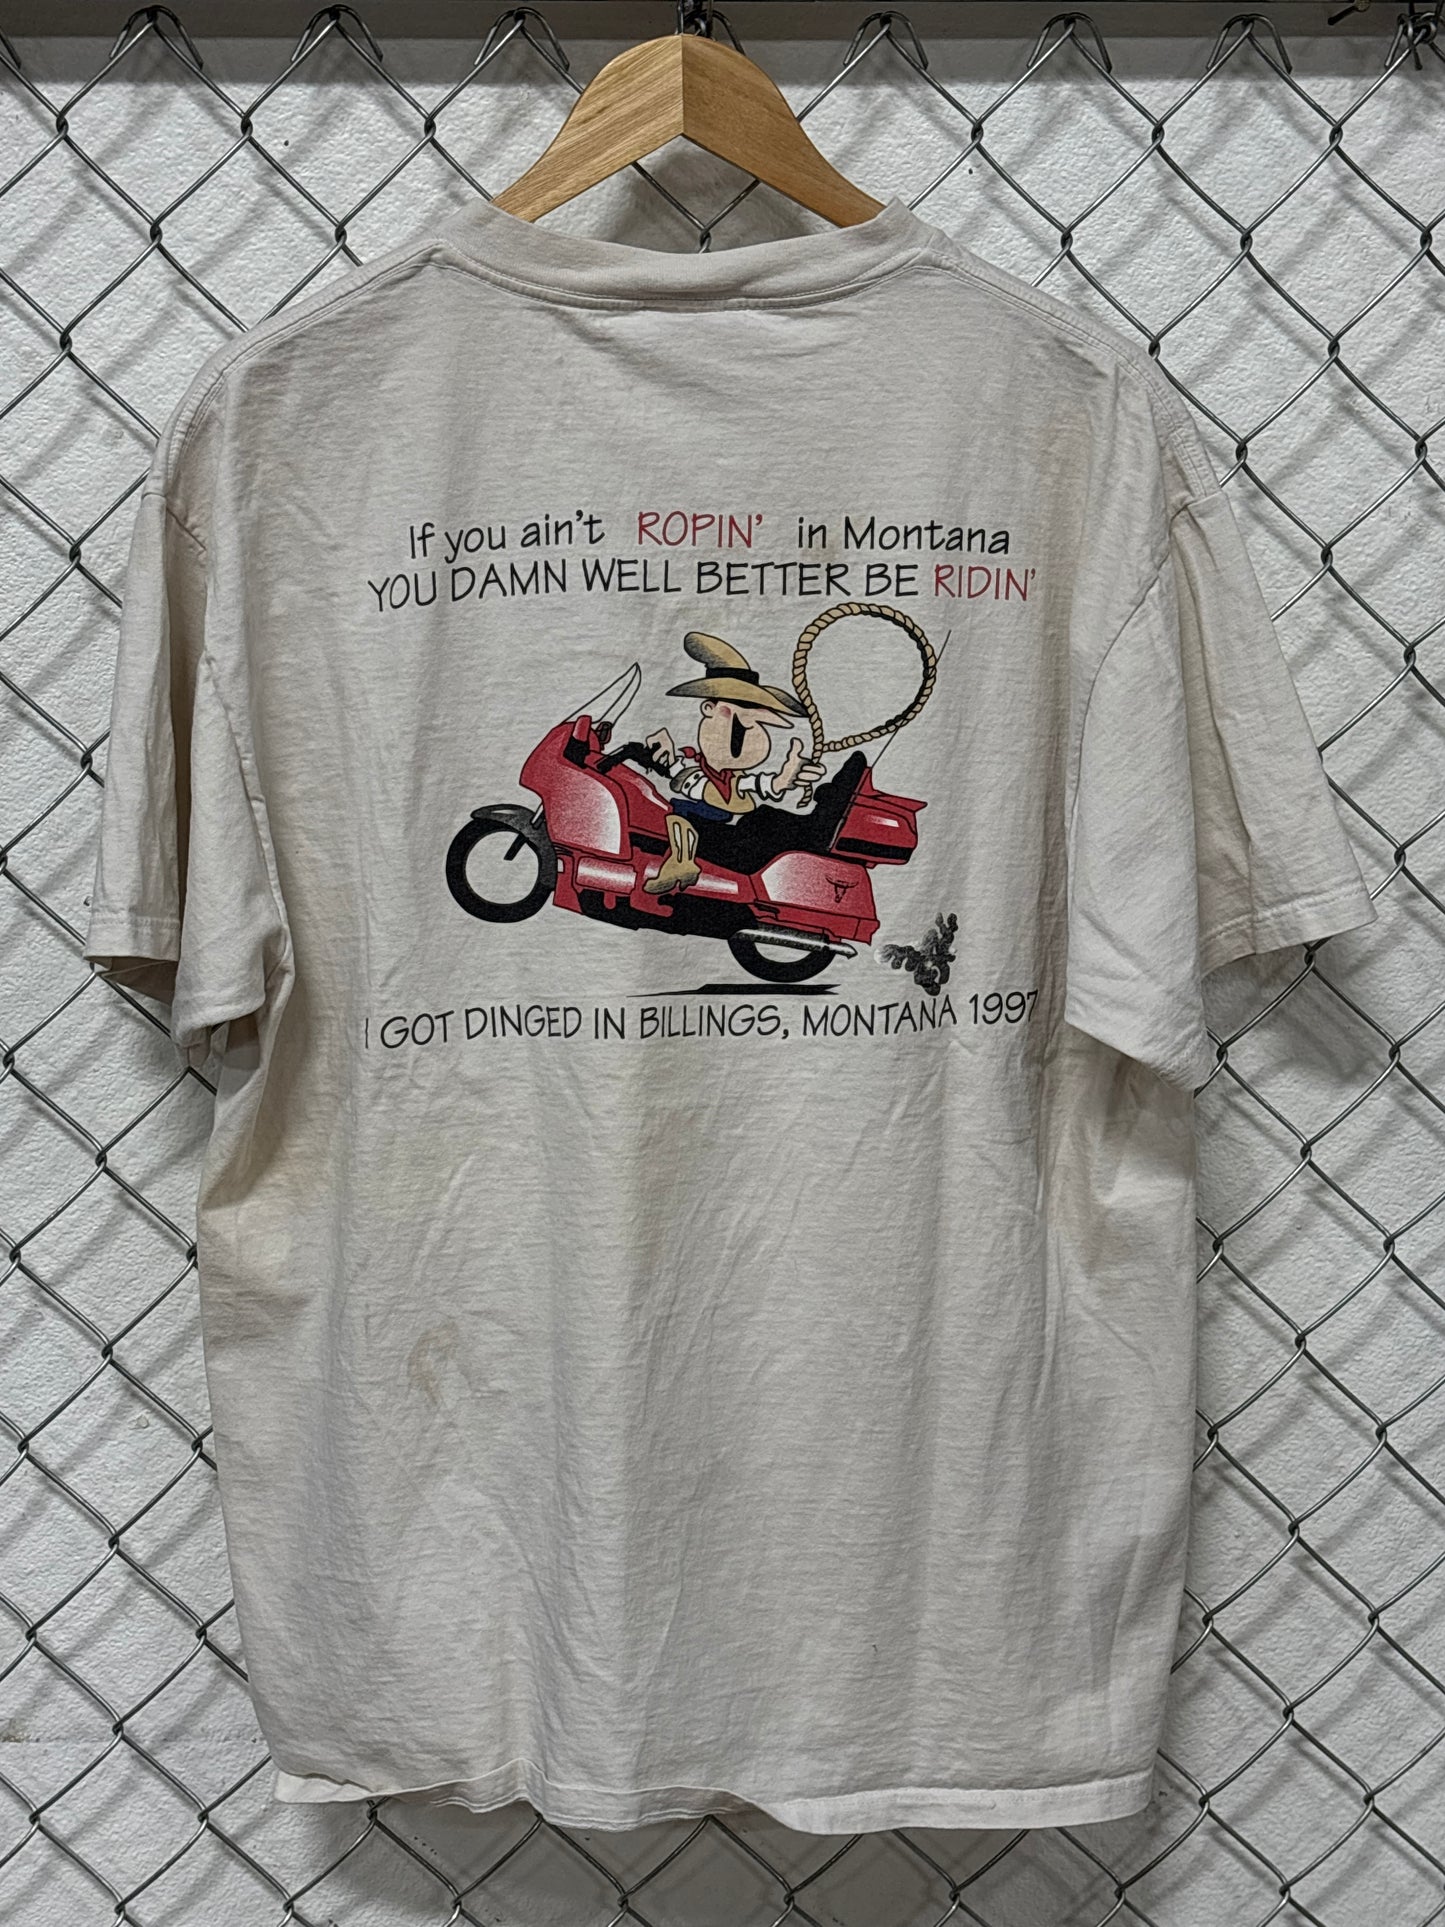 If you ain't ROPIN' in Montana
YOU DAMN WELL BETTER BE RIDIN'
I GOT DINGED IN BILLINGS, MONTANA 1997